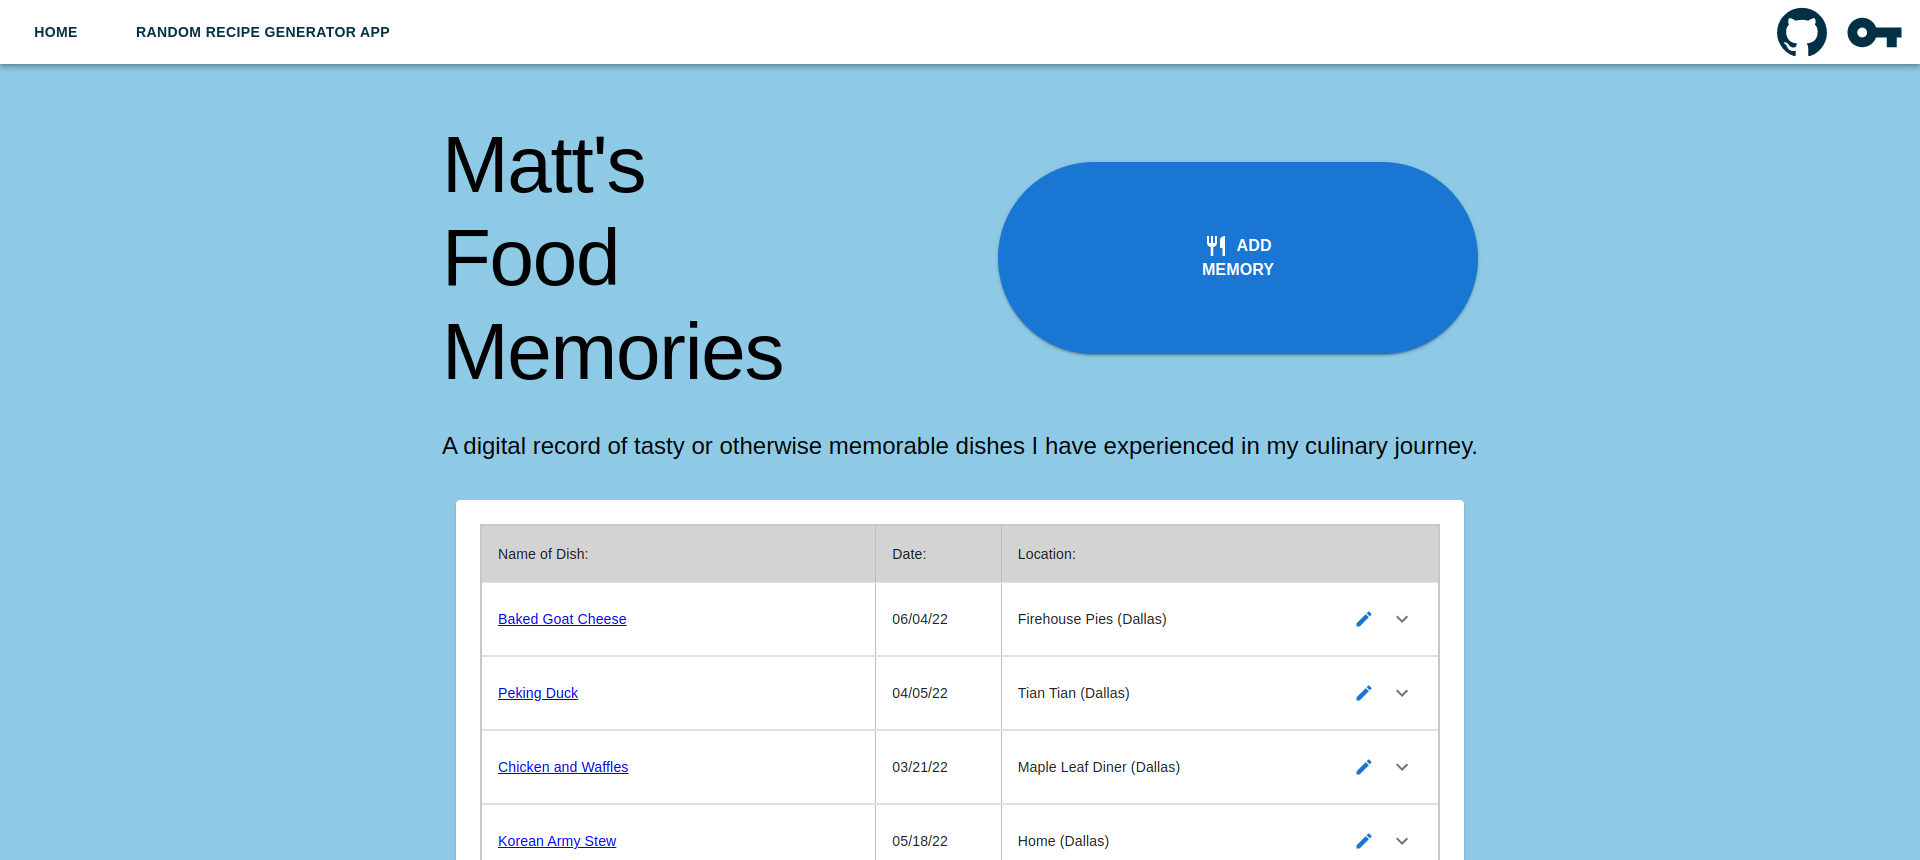 HOME RANDOM RECIPE GENERATOR APP
Matt's
Food
Memories
ADD
MEMORY
A digital record of tasty or otherwise memorable dishes I have experienced in my culinary journey.
Name of Dish: Date: Location:
Baked Goat Cheese 06/04/22 Firehouse Pies (Dallas)
Peking Duck 04/05/22 Tian Tian (Dallas)
Chicken and Waffles 03/21/22 Maple Leaf Diner (Dallas)
Korean Army Stew 05/18/22 Home (Dallas)